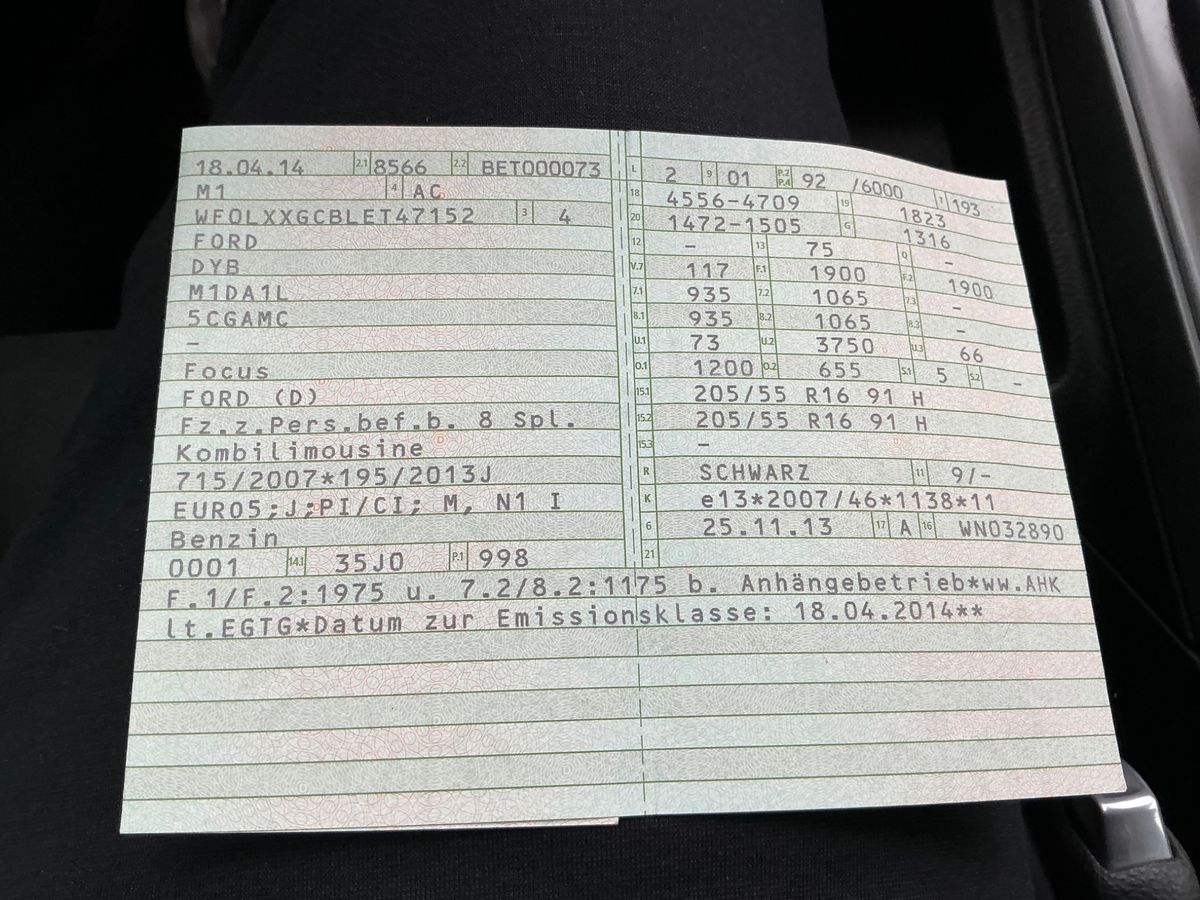 18.04.14 2.1 8566 2.2 BET000073
M1 4 AC
WF0LXXGCBLET47152 3 4
FORD
DYB
M1DA1L
5CGAMC
–
Focus
FORD (D)
Fz.z.Pers.bef.b. 8 Spl.
Kombilimousine
715/2007*195/2013J
EURO5;J;PI/CI; M, N1 I
Benzin
0001 14.1 35J0 P.1 998
L 2 9 01 P.2 P.4 92 /6000 T 193
18 4556-4709 19 1823
20 1472-1505 G 1316
12 – 13 75 Q –
V.7 117 F.1 1900 F.2 1900
7.1 935 7.2 1065 7.3 –
8.1 935 8.2 1065 8.3 –
U.1 73 U.2 3750 U.3 66
O.1 1200 O.2 655 S.1 5 S.2 –
15.1 205/55 R16 91 H
15.2 205/55 R16 91 H
15.3 –
R SCHWARZ 11 9/-
K e13*2007/46*1138*11
6 25.11.13 17 A 16 WN032890
21
F.1/F.2:1975 u. 7.2/8.2:1175 b. Anhängebetrieb*ww.AHK
lt.EGTG*Datum zur Emissionsklasse: 18.04.2014**